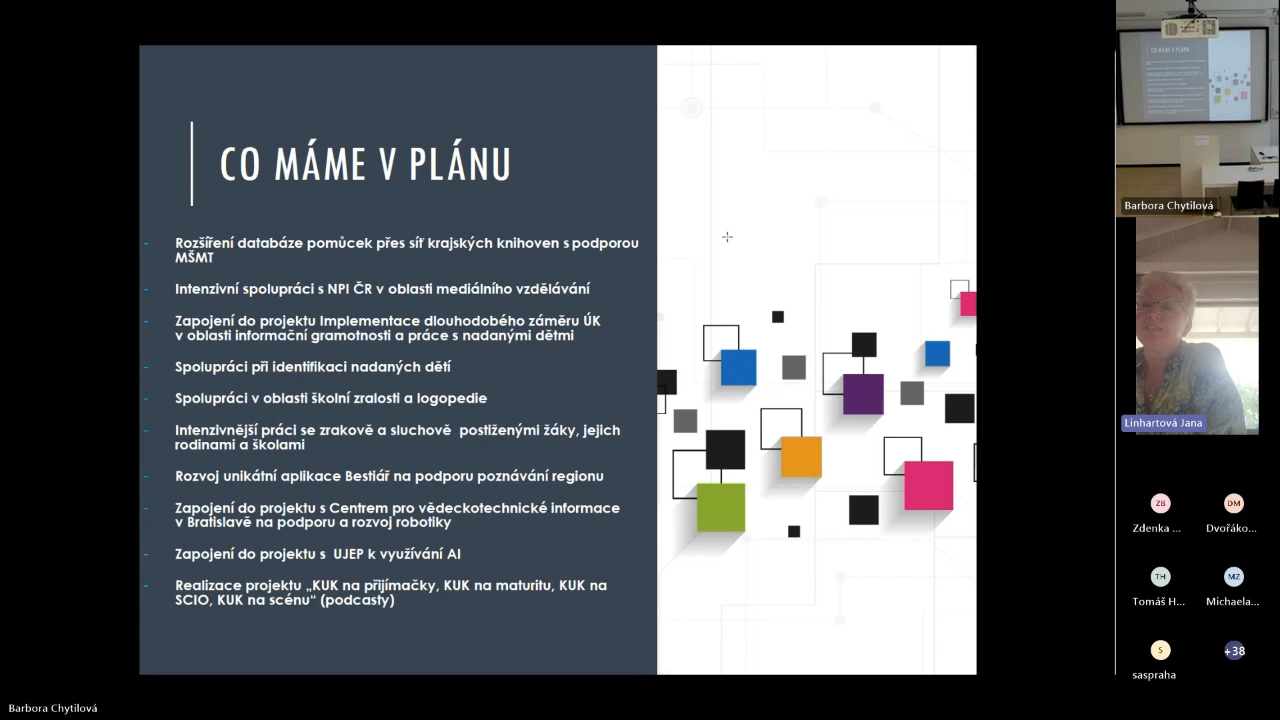 CO MÁME V PLÁNU
- Rozšíření databáze pomůcek přes síť krajských knihoven s podporou
MŠMT
- Intenzivní spolupráci s NPI ČR v oblasti mediálního vzdělávání
- Zapojení do projektu Implementace dlouhodobého záměru ÚK
v oblasti informační gramotnosti a práce s nadanými dětmi
- Spolupráci při identifikaci nadaných dětí
- Spolupráci v oblasti školní zralosti a logopedie
- Intenzivnější práci se zrakově a sluchově postiženými žáky, jejich
rodinami a školami
- Rozvoj unikátní aplikace Bestiář na podporu poznávání regionu
- Zapojení do projektu s Centrem pro vědeckotechnické informace
v Bratislavě na podporu a rozvoj robotiky
- Zapojení do projektu s UJEP k využívání AI
- Realizace projektu „KUK na přijímačky, KUK na maturitu, KUK na
SCIO, KUK na scénu“ (podcasty)
CO MÁME V PLÁNU
Barbora Chytilová
Linhartová Jana
ZB
DM
Zdenka ...
Dvořáko...
TH
MZ
Tomáš H...
Michaela...
S
+38
saspraha
Barbora Chytilová